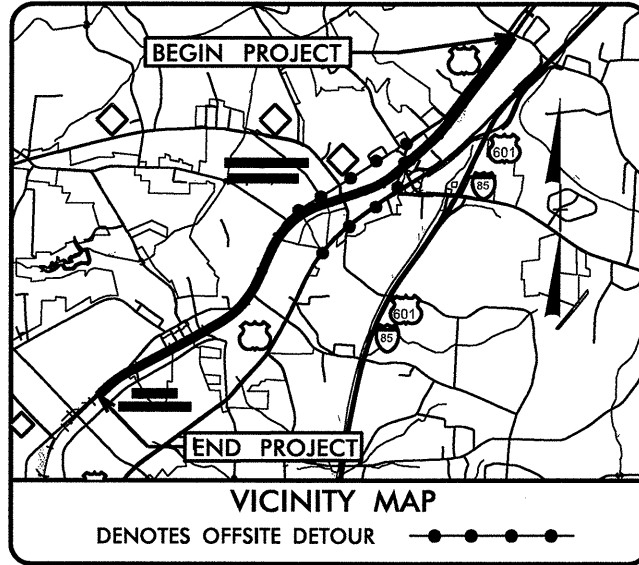 BEGIN PROJECT
601
85
601
85
END PROJECT
VICINITY MAP
DENOTES OFFSITE DETOUR